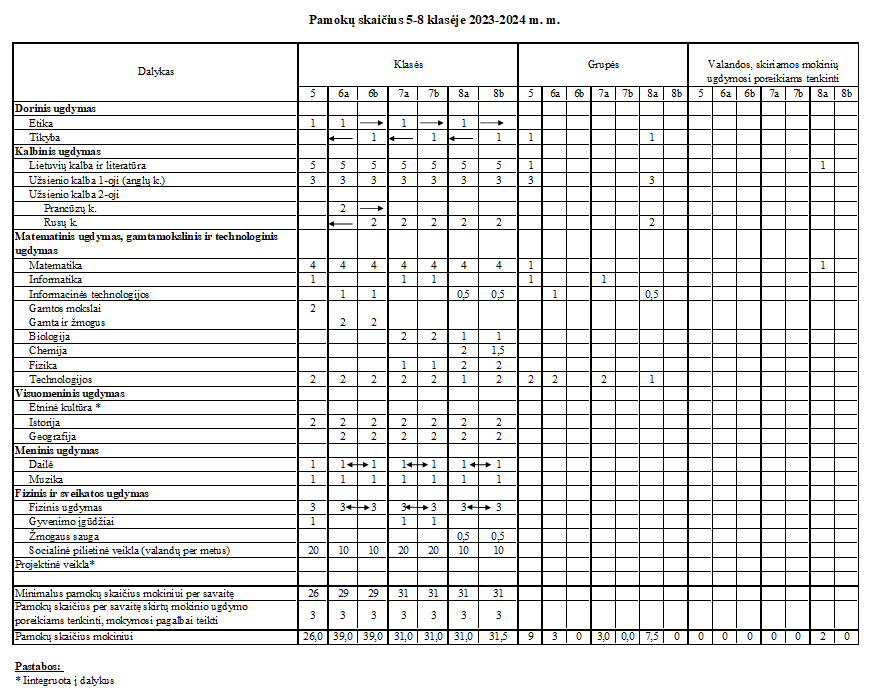 Pamokų skaičius 5-8 klasėje 2023-2024 m. m.
Dalykas Klasės Grupės Valandos, skiriamos mokinių
ugdymosi poreikiams tenkinti
5 6a 6b 7a 7b 8a 8b 5 6a 6b 7a 7b 8a 8b 5 6a 6b 7a 7b 8a 8b
Dorinis ugdymas
Etika 1 1 → 1 → 1 →
Tikyba ← 1 ← 1 ← 1 1 1
Kalbinis ugdymas
Lietuvių kalba ir literatūra 5 5 5 5 5 5 5 1 1
Užsienio kalba 1-oji (anglų k.) 3 3 3 3 3 3 3 3 3
Užsienio kalba 2-oji
Prancūzų k. 2 →
Rusų k. ← 2 2 2 2 2 2
Matematinis ugdymas, gamtamokslinis ir technologinis
ugdymas
Matematika 4 4 4 4 4 4 4 1 1
Informatika 1 1 1 1 1
Informacinės technologijos 1 1 0,5 0,5 1 0,5
Gamtos mokslai 2
Gamta ir žmogus 2 2
Biologija 2 2 1 1
Chemija 2 1,5
Fizika 1 1 2 2
Technologijos 2 2 2 2 2 1 2 2 2 2 1
Visuomeninis ugdymas
Etninė kultūra *
Istorija 2 2 2 2 2 2 2
Geografija 2 2 2 2 2 2
Meninis ugdymas
Dailė 1 1 ↔ 1 1 ↔ 1 1 ↔ 1
Muzika 1 1 1 1 1 1 1
Fizinis ir sveikatos ugdymas
Fizinis ugdymas 3 3 ↔ 3 3 ↔ 3 3 ↔ 3
Gyvenimo įgūdžiai 1 1 1
Žmogaus sauga 0,5 0,5
Socialinė pilietinė veikla (valandų per metus) 20 10 10 20 20 10 10
Projektinė veikla*
Minimalus pamokų skaičius mokiniui per savaitę 26 29 29 31 31 31 31
Pamokų skaičius per savaitę skirtų mokinio ugdymo
poreikiams tenkinti, mokymosi pagalbai teikti 3 3 3 3 3 3 3
Pamokų skaičius mokiniui 26,0 39,0 39,0 31,0 31,0 31,0 31,5 9 3 0 3,0 0,0 7,5 0 0 0 0 0 0 2 0
Pastabos:
* Iintegruota į dalykus